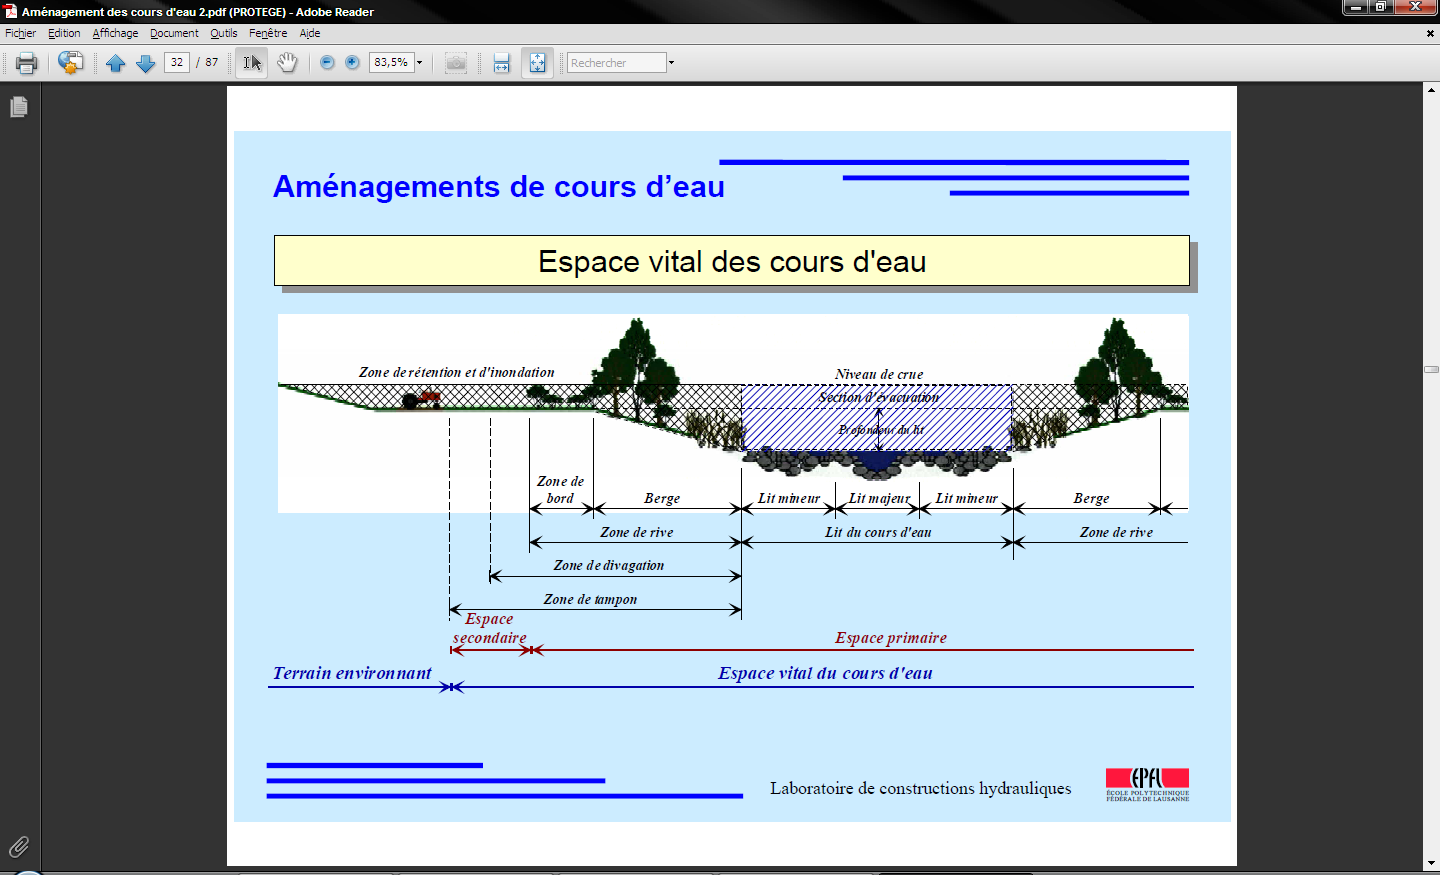 Aménagement des cours d'eau 2.pdf (PROTEGE) - Adobe Reader
Fichier Edition Affichage Document Outils Fenêtre Aide
32 / 87 83,5% Rechercher
Aménagements de cours d'eau
Espace vital des cours d'eau
Zone de rétention et d'inondation
Niveau de crue
Section d'évacuation
Profondeur du lit
Zone de
bord
Berge
Lit mineur
Lit majeur
Lit mineur
Berge
Zone de rive
Lit du cours d'eau
Zone de rive
Zone de divagation
Zone de tampon
Espace
secondaire
Espace primaire
Terrain environnant
Espace vital du cours d'eau
Laboratoire de constructions hydrauliques
EPFL
ÉCOLE POLYTECHNIQUE
FÉDÉRALE DE LAUSANNE